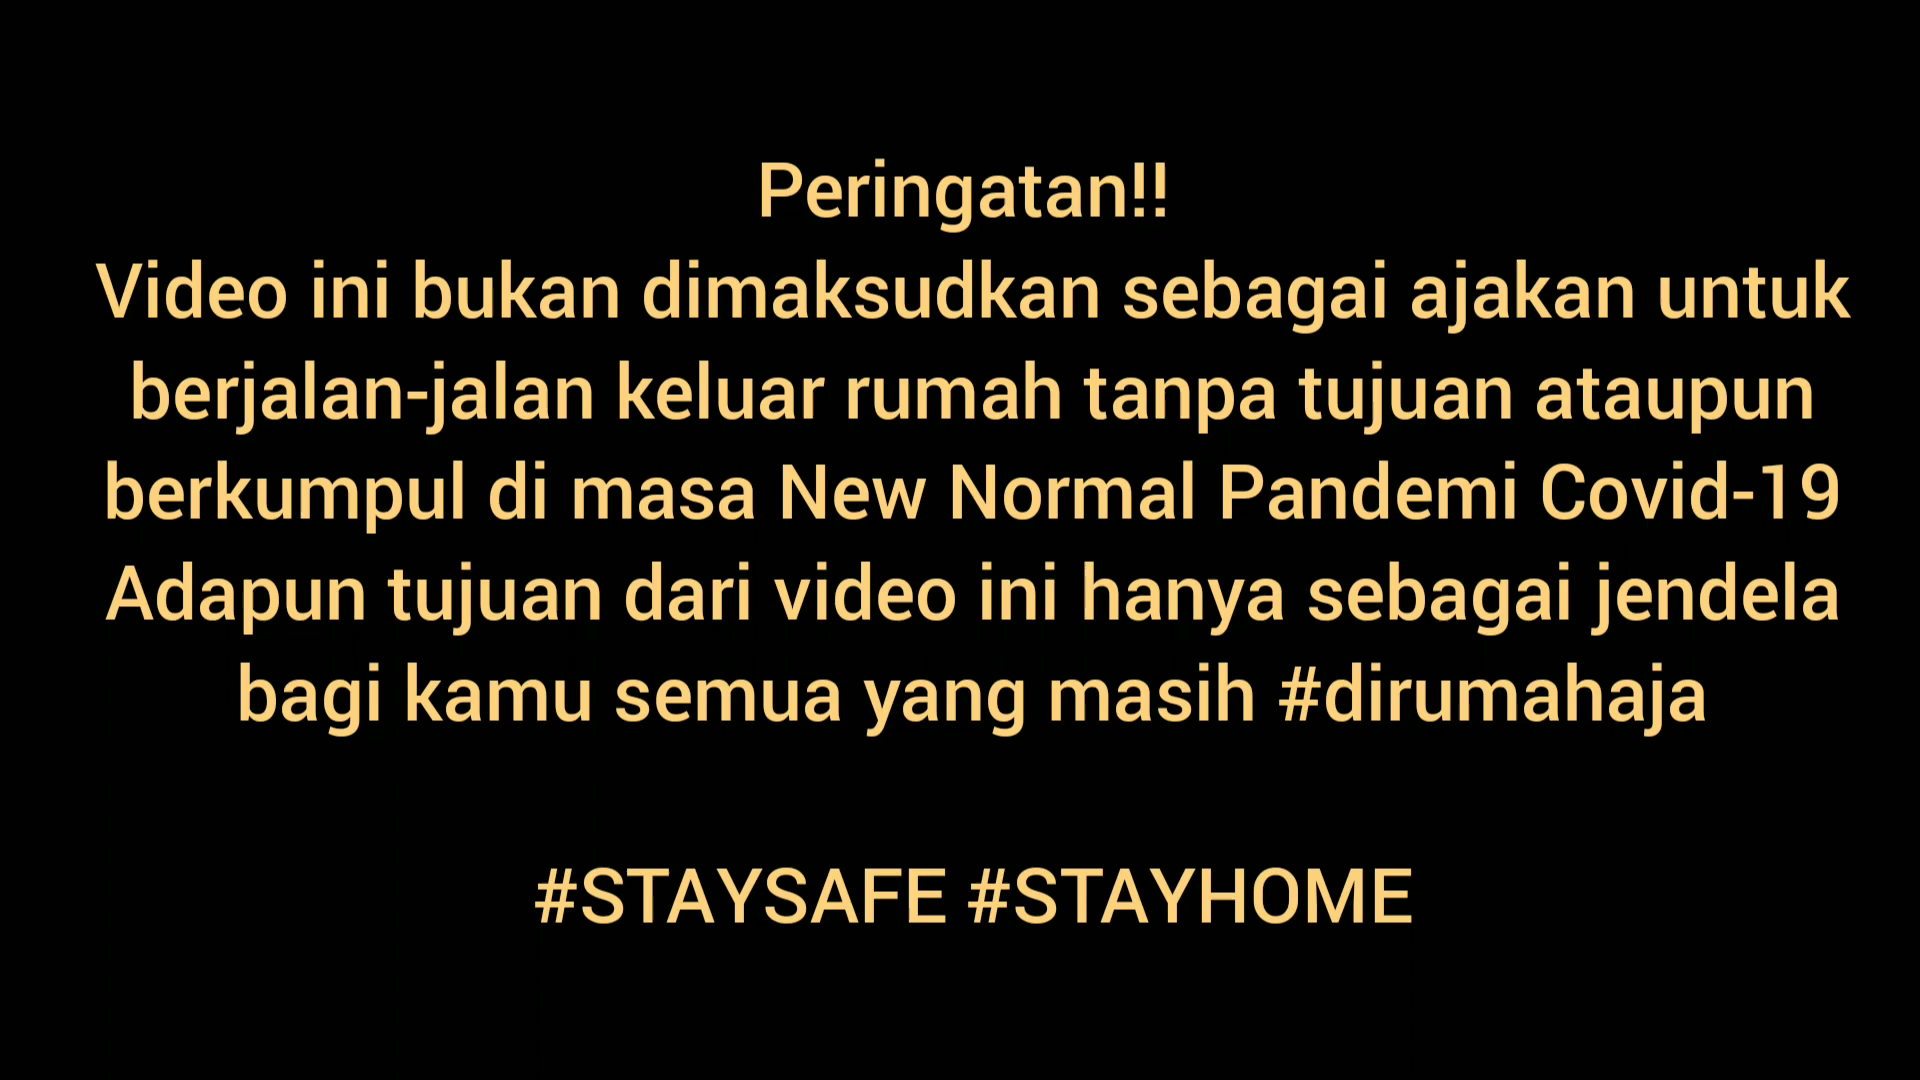 Peringatan!!
Video ini bukan dimaksudkan sebagai ajakan untuk
berjalan-jalan keluar rumah tanpa tujuan ataupun
berkumpul di masa New Normal Pandemi Covid-19
Adapun tujuan dari video ini hanya sebagai jendela
bagi kamu semua yang masih #dirumahaja
#STAYSAFE #STAYHOME